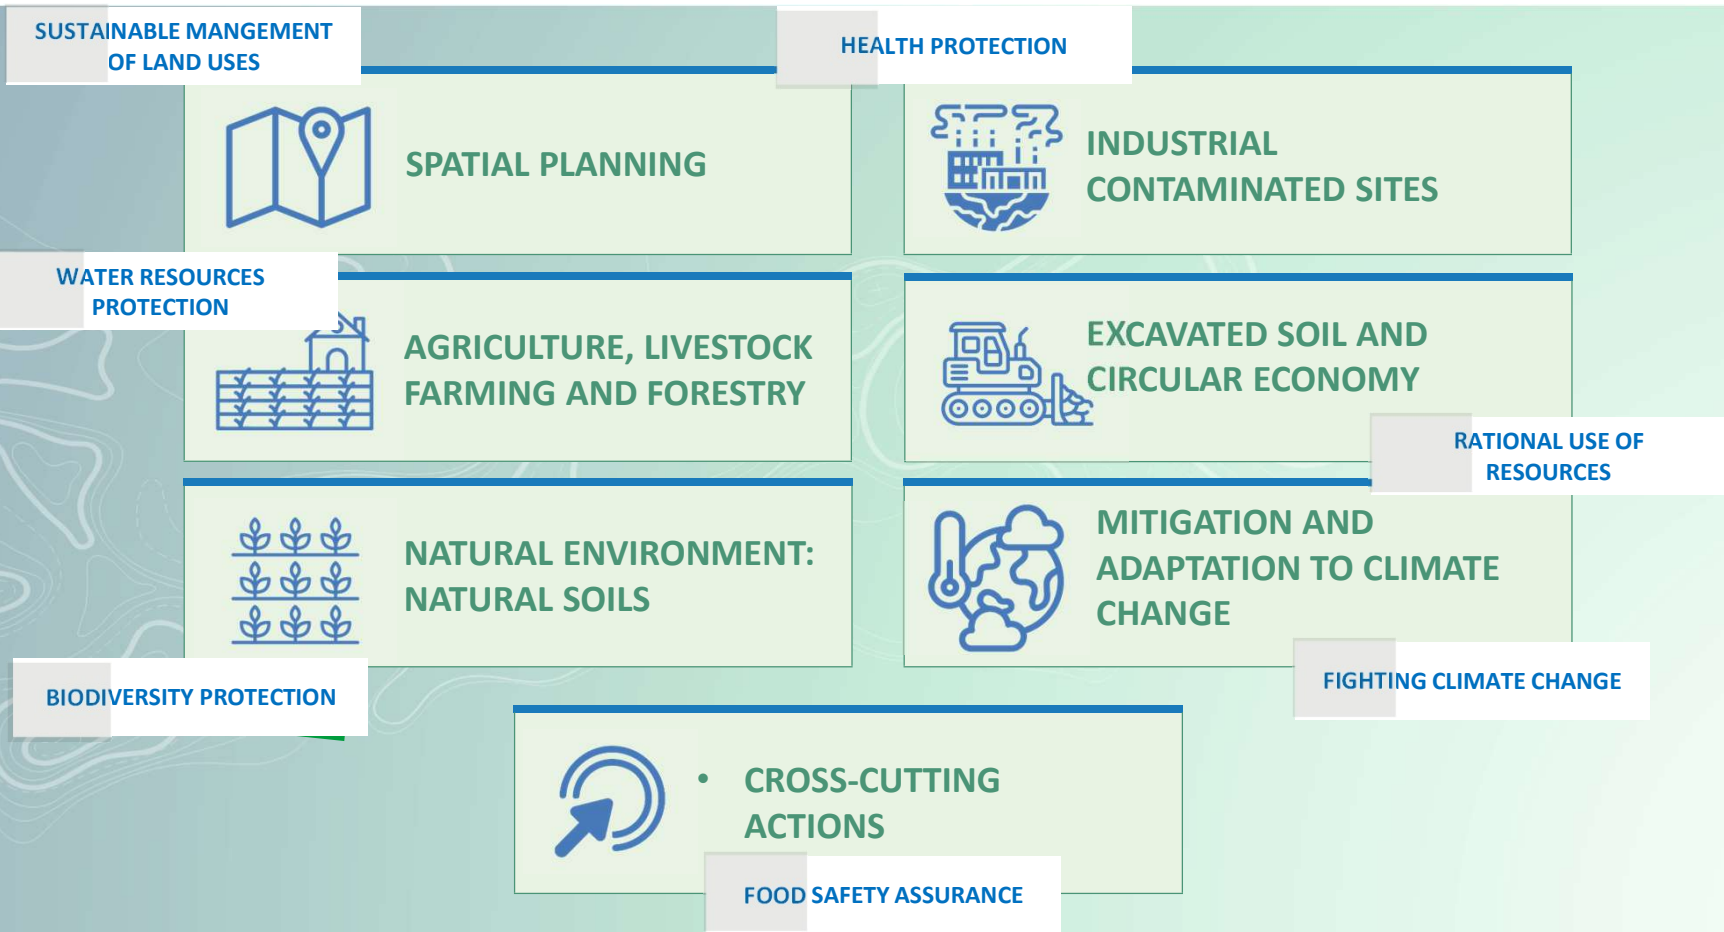 SUSTAINABLE MANGEMENT
OF LAND USES
HEALTH PROTECTION
SPATIAL PLANNING
INDUSTRIAL
CONTAMINATED SITES
WATER RESOURCES
PROTECTION
AGRICULTURE, LIVESTOCK
FARMING AND FORESTRY
EXCAVATED SOIL AND
CIRCULAR ECONOMY
RATIONAL USE OF
RESOURCES
NATURAL ENVIRONMENT:
NATURAL SOILS
MITIGATION AND
ADAPTATION TO CLIMATE
CHANGE
BIODIVERSITY PROTECTION
FIGHTING CLIMATE CHANGE
• CROSS-CUTTING
ACTIONS
FOOD SAFETY ASSURANCE